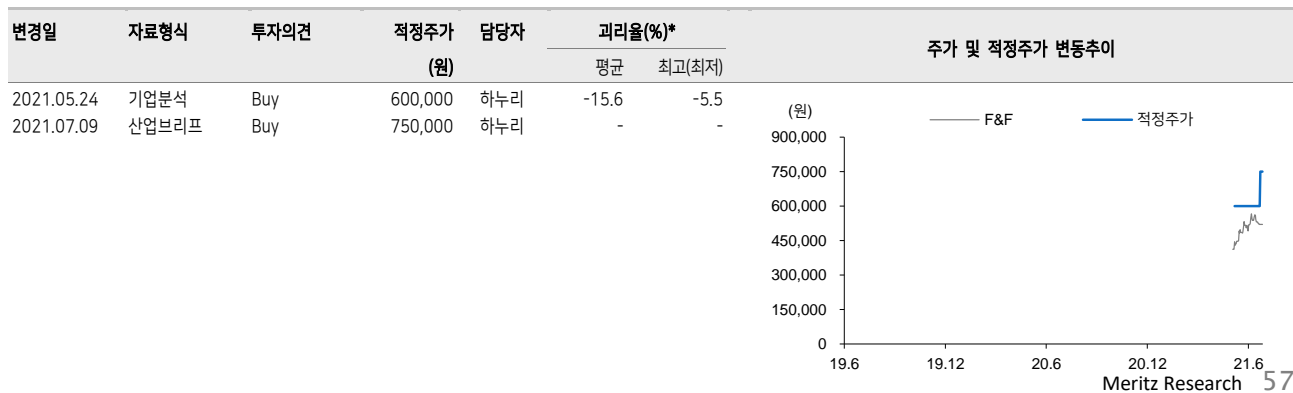 변경일 자료형식 투자의견 적정주가 담당자 괴리율(%)* 주가 및 적정주가 변동추이
(원) 평균 최고(최저)
2021.05.24 기업분석 Buy 600,000 하누리 -15.6 -5.5
2021.07.09 산업브리프 Buy 750,000 하누리 - -
(원)
F&F 적정주가
900,000
750,000
600,000
450,000
300,000
150,000
0
19.6 19.12 20.6 20.12 21.6
Meritz Research 57